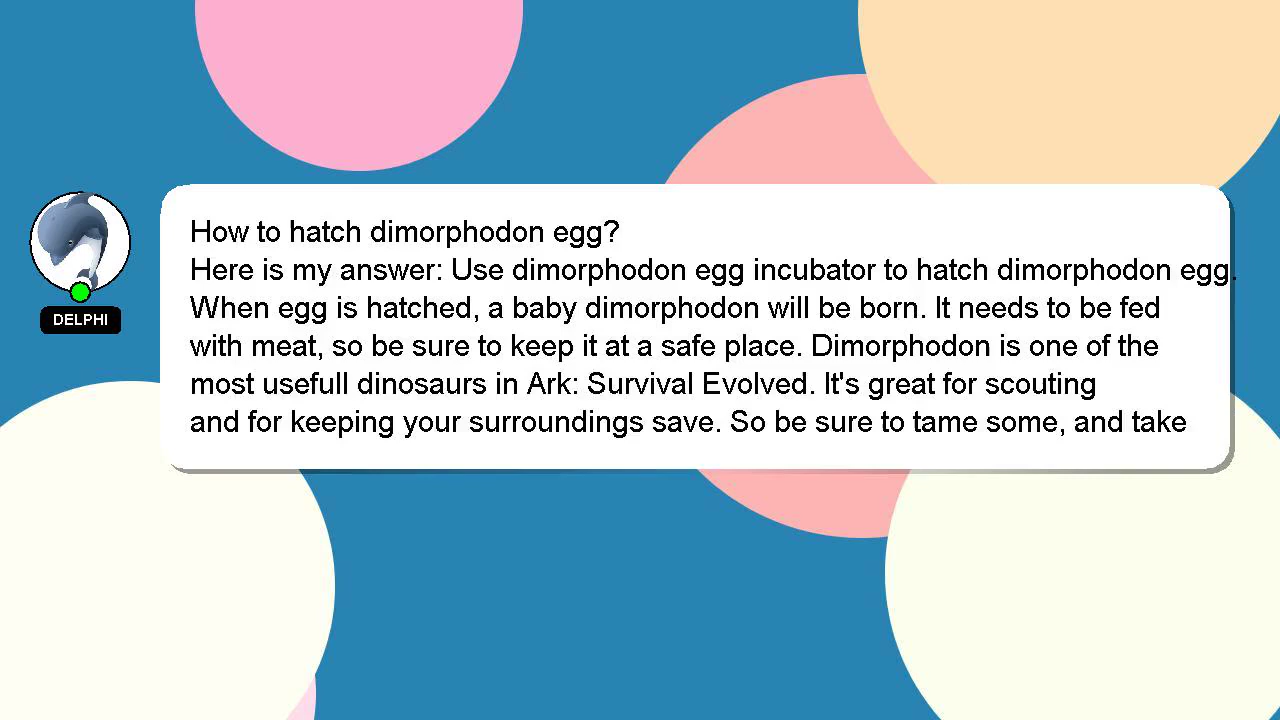 How to hatch dimorphodon egg?
Here is my answer: Use dimorphodon egg incubator to hatch dimorphodon egg.
When egg is hatched, a baby dimorphodon will be born. It needs to be fed
with meat, so be sure to keep it at a safe place. Dimorphodon is one of the
most usefull dinosaurs in Ark: Survival Evolved. It's great for scouting
and for keeping your surroundings save. So be sure to tame some, and take
DELPHI